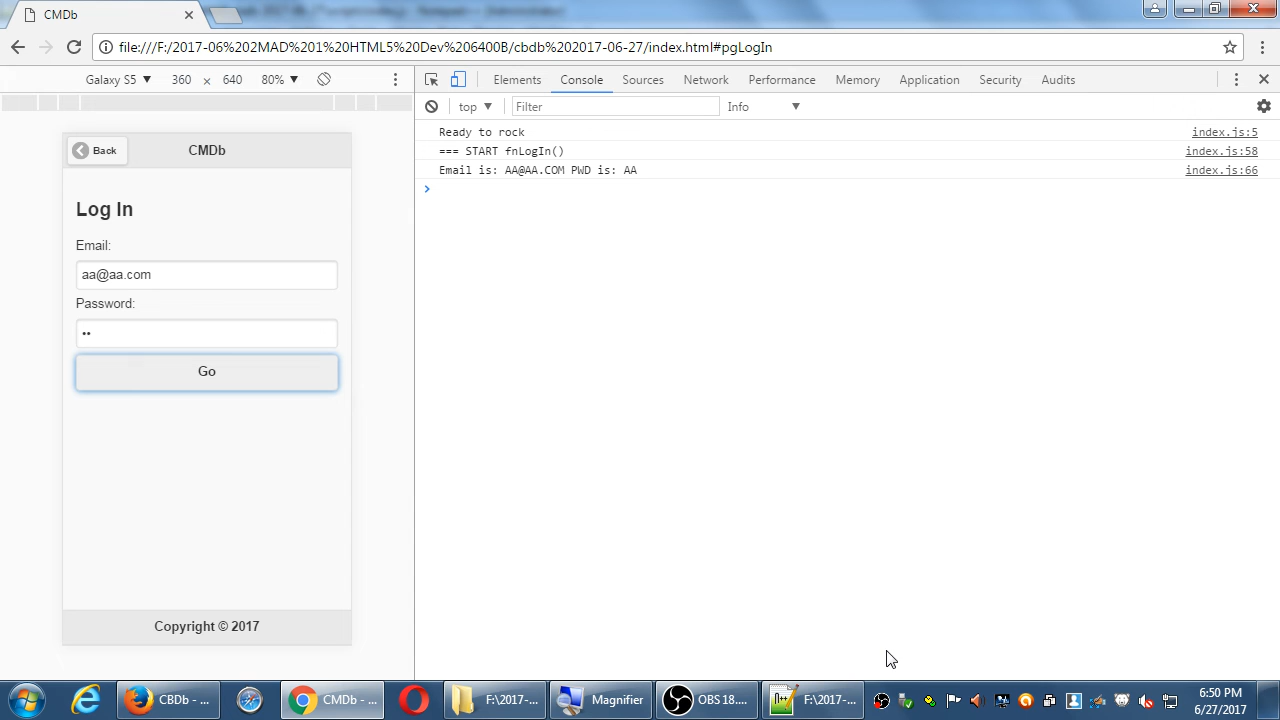 CMDb
file:///F:/2017-06%202MAD%201%20HTML5%20Dev%206400B/cbdb%202017-06-27/index.html#pgLogIn
Galaxy S5 ▼ 360 × 640 80% ▼
Elements Console Sources Network Performance Memory Application Security Audits
top ▼ Filter Info ▼
Ready to rock index.js:5
=== START fnLogIn() index.js:58
Email is: AA@AA.COM PWD is: AA index.js:66
>
Back CMDb
Log In
Email:
aa@aa.com
Password:
••
Go
Copyright © 2017
CBDb - ... CMDb - ... F:\2017-... Magnifier OBS 18.... F:\2017-...
6:50 PM
6/27/2017